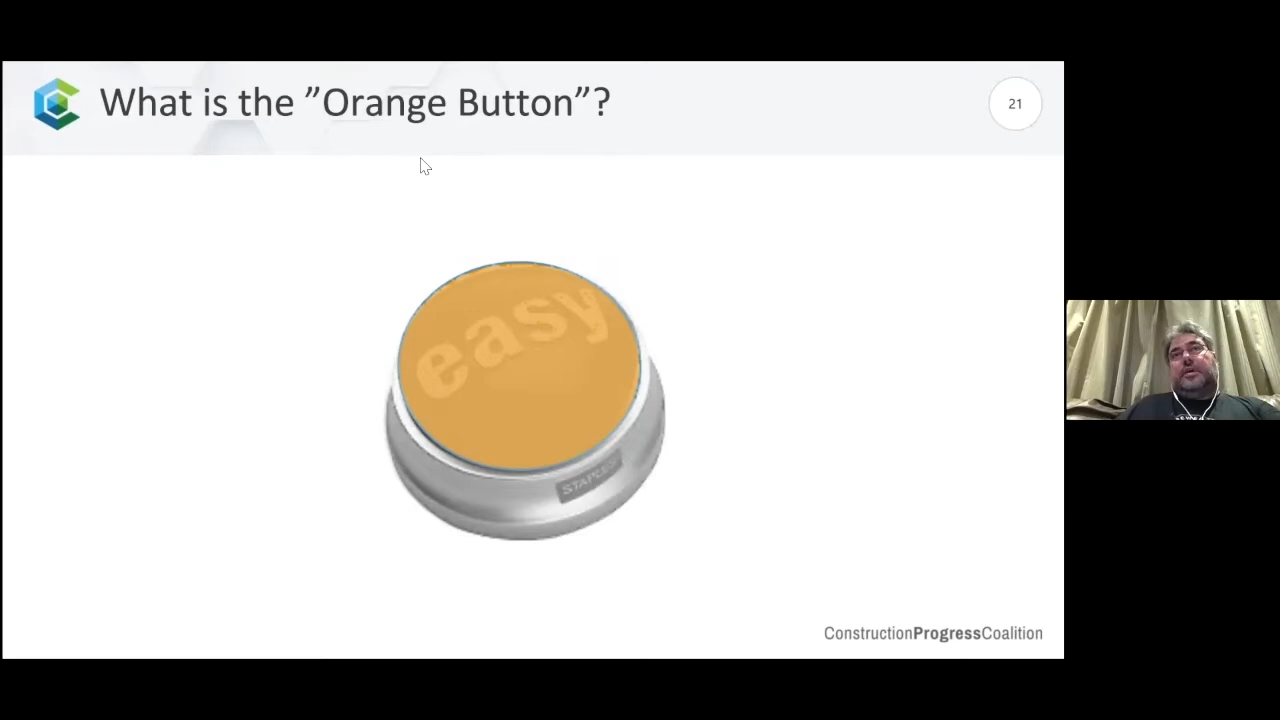 What is the ”Orange Button”?
21
easy
STAPLES
ConstructionProgressCoalition